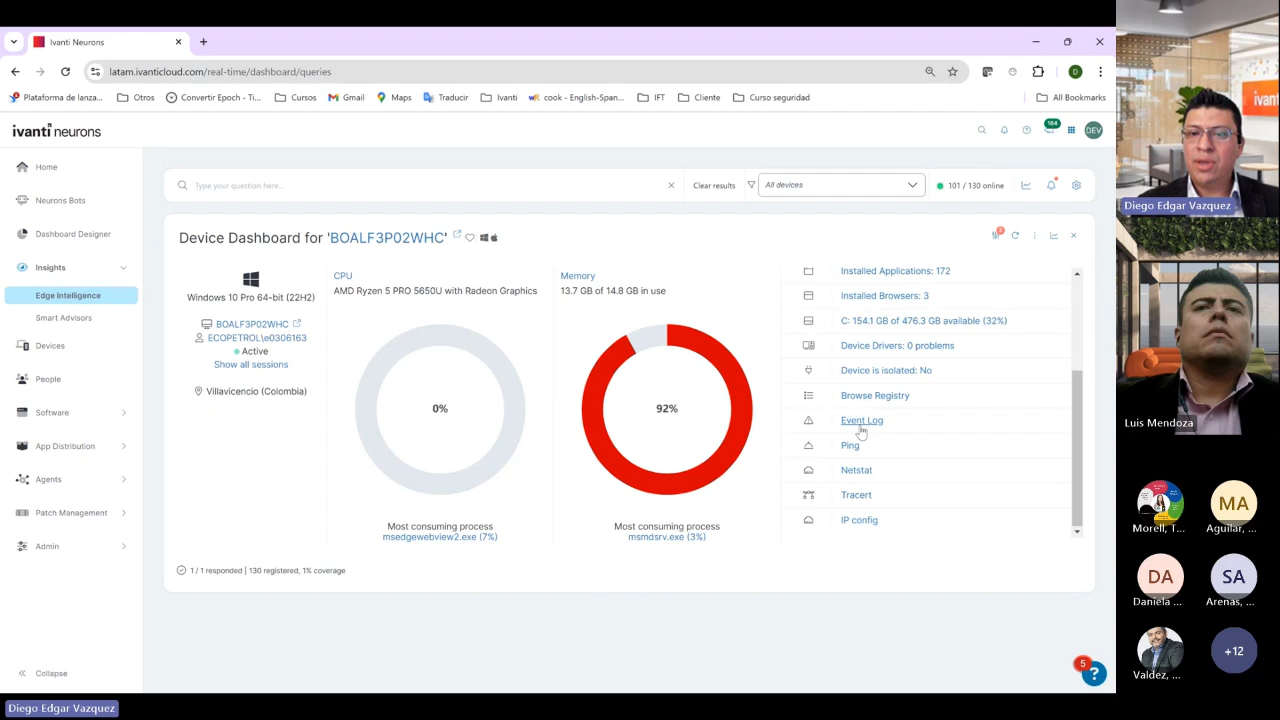 Ivanti Neurons
latam.ivanticloud.com/real-time/dashboard/queries
D
Plataforma de lanza...
Otros
Convertir Epoch - Ti...
Cursos
Gmail
Maps
Traducir
Ivanti
cook - English-Span...
IFT
Cliente
Curso seguridad
All Bookmarks
ivanti neurons
184
DEV
Home
Neurons Bots
Dashboard Designer
Insights
Edge Intelligence
Smart Advisors
Devices
People
Software
App Distribution
Agents
Patch Management
Admin
Collapse
Type your question here...
Clear results
All devices
101 / 130 online
Device Dashboard for 'BOALF3P02WHC'
Windows 10 Pro 64-bit (22H2)
BOALF3P02WHC
ECOPETROL\e0306163
Active
Show all sessions
Villavicencio (Colombia)
CPU
AMD Ryzen 5 PRO 5650U with Radeon Graphics
0%
Most consuming process
msedgewebview2.exe (7%)
Memory
13.7 GB of 14.8 GB in use
92%
Most consuming process
msmdsrv.exe (3%)
Installed Applications: 172
Installed Browsers: 3
C: 154.1 GB of 476.3 GB available (32%)
Device Drivers: 0 problems
Device is isolated: No
Browse Registry
Event Log
Ping
Netstat
Tracert
IP config
1 / 1 responded | 130 registered, 1% coverage
5
?
Diego Edgar Vazquez
ivanti
Diego Edgar Vazquez
Luis Mendoza
Morell, T...
MA
Aguilar, ...
DA
Daniela ...
SA
Arenas, ...
Valdez, ...
+12